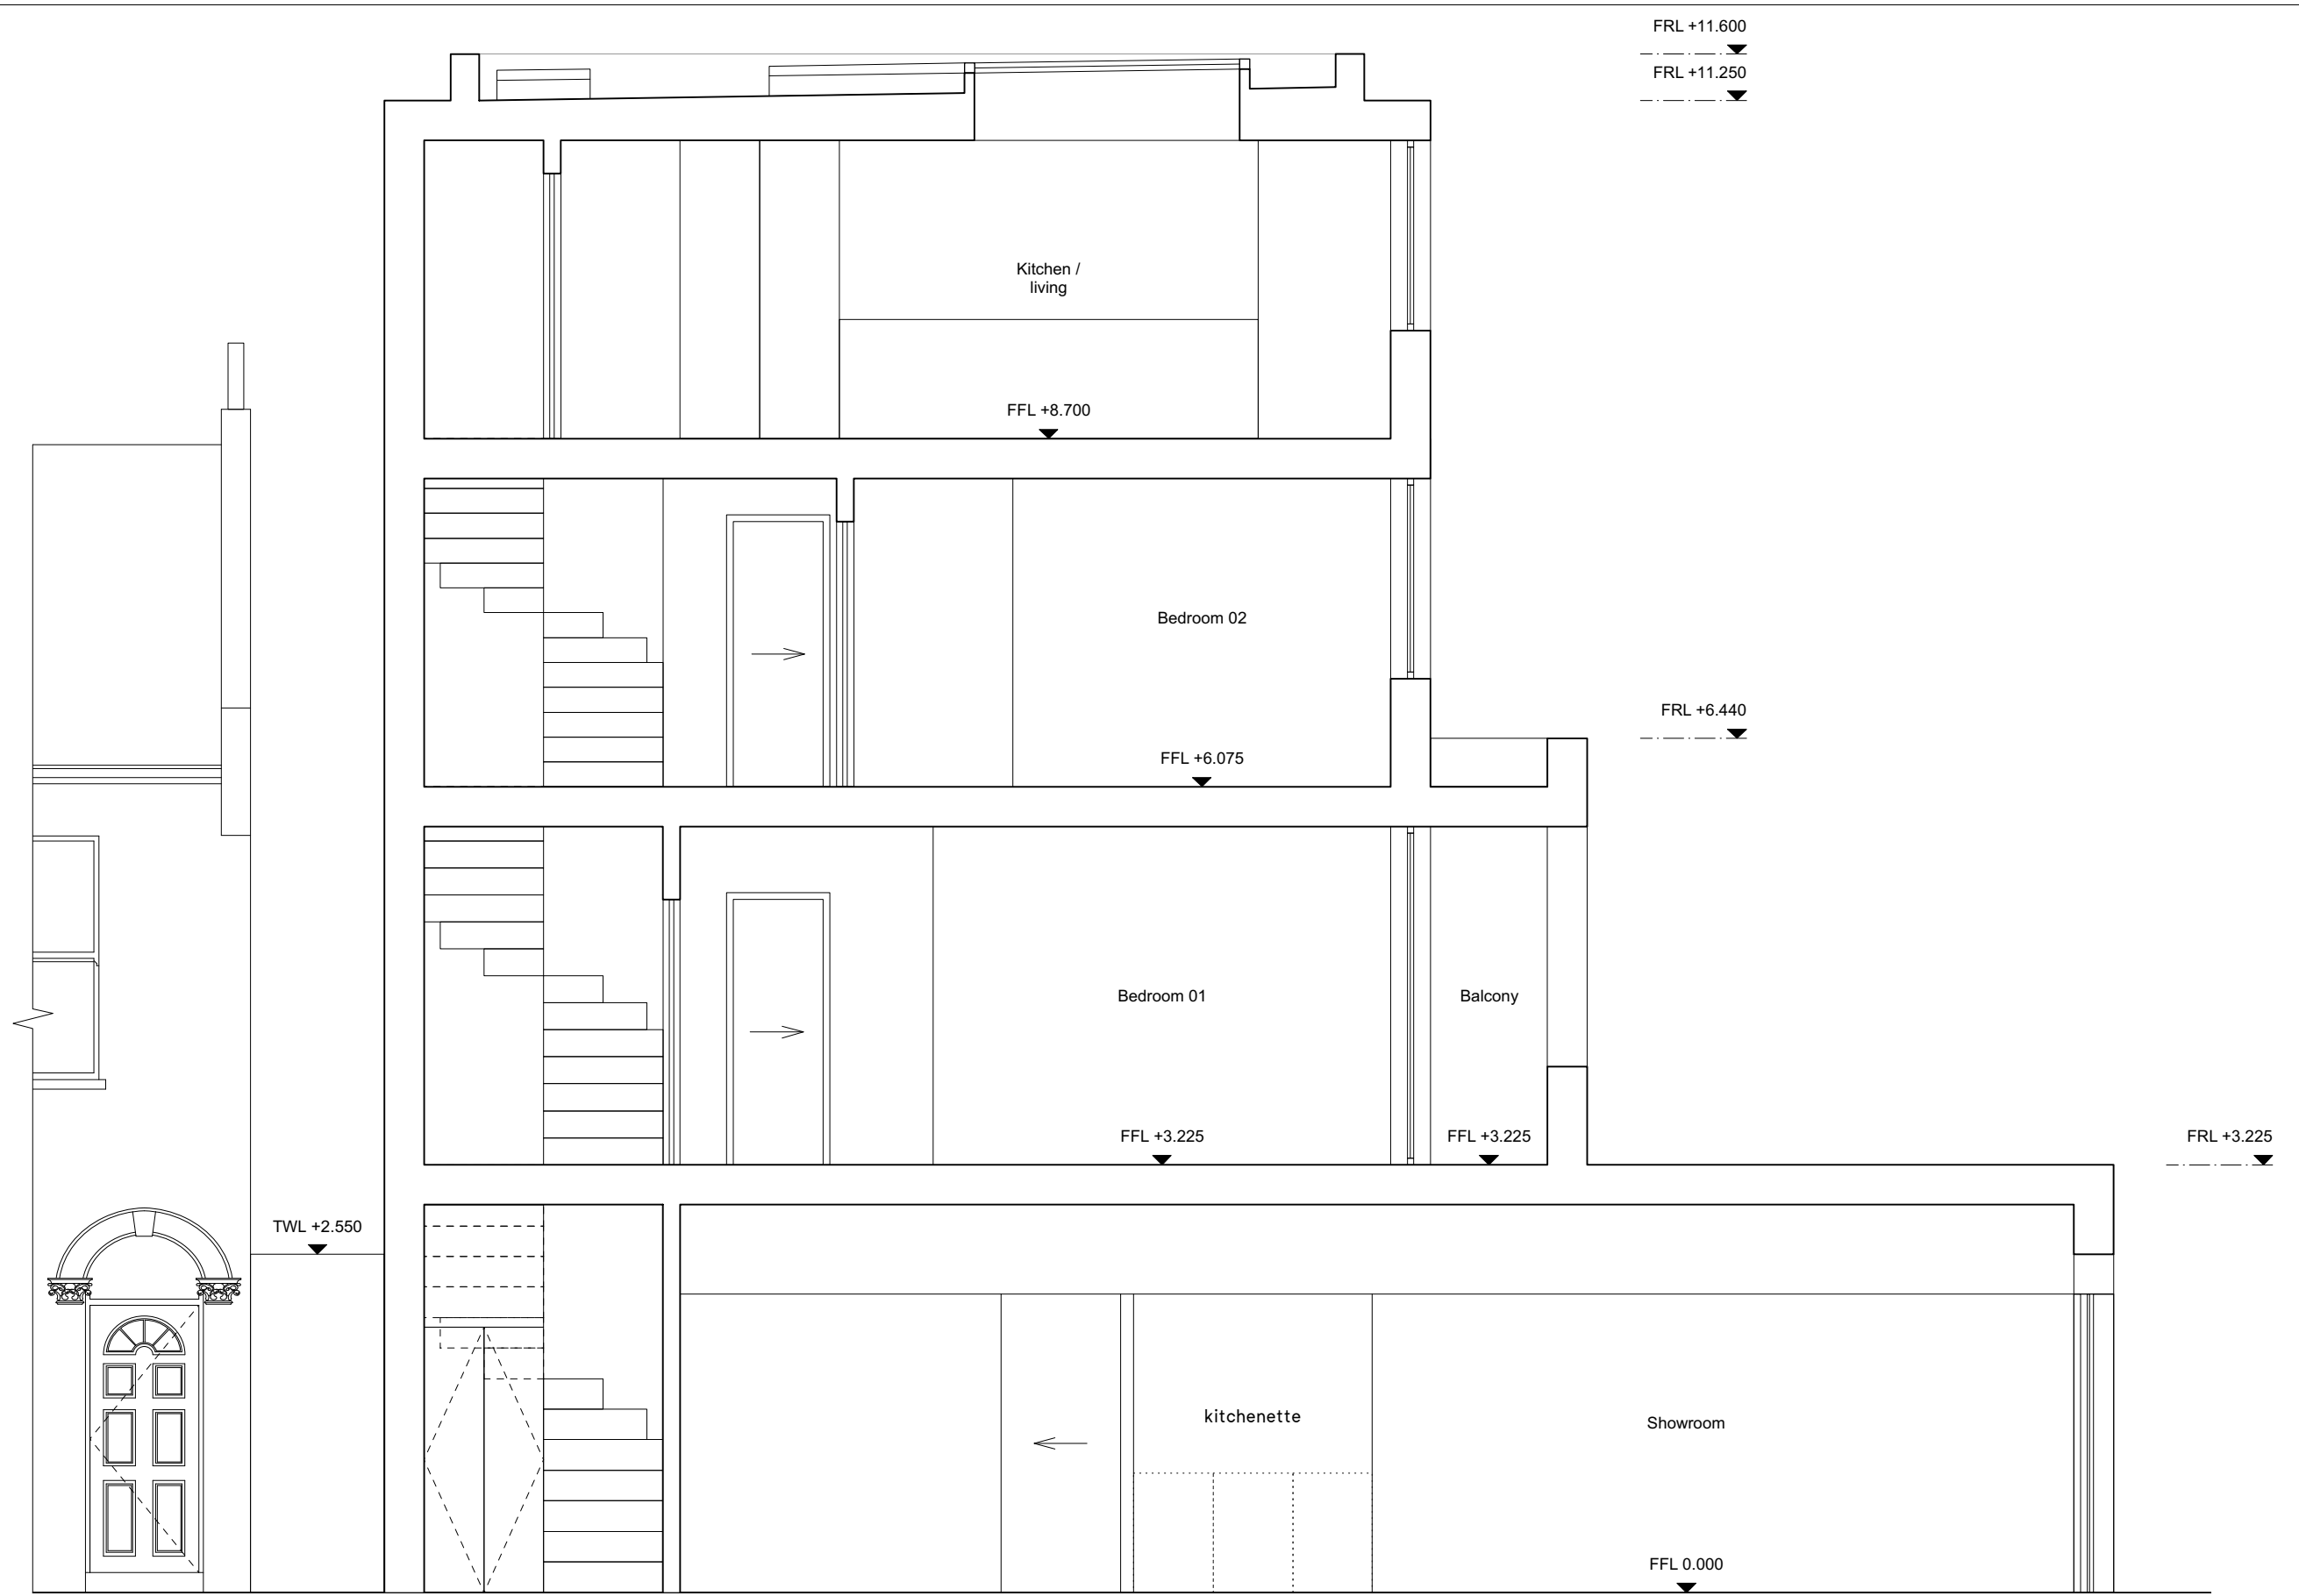 FRL +11.600
FRL +11.250
Kitchen /
living
FFL +8.700
Bedroom 02
FRL +6.440
FFL +6.075
Bedroom 01
Balcony
FFL +3.225
FFL +3.225
FRL +3.225
TWL +2.550
kitchenette
Showroom
FFL 0.000